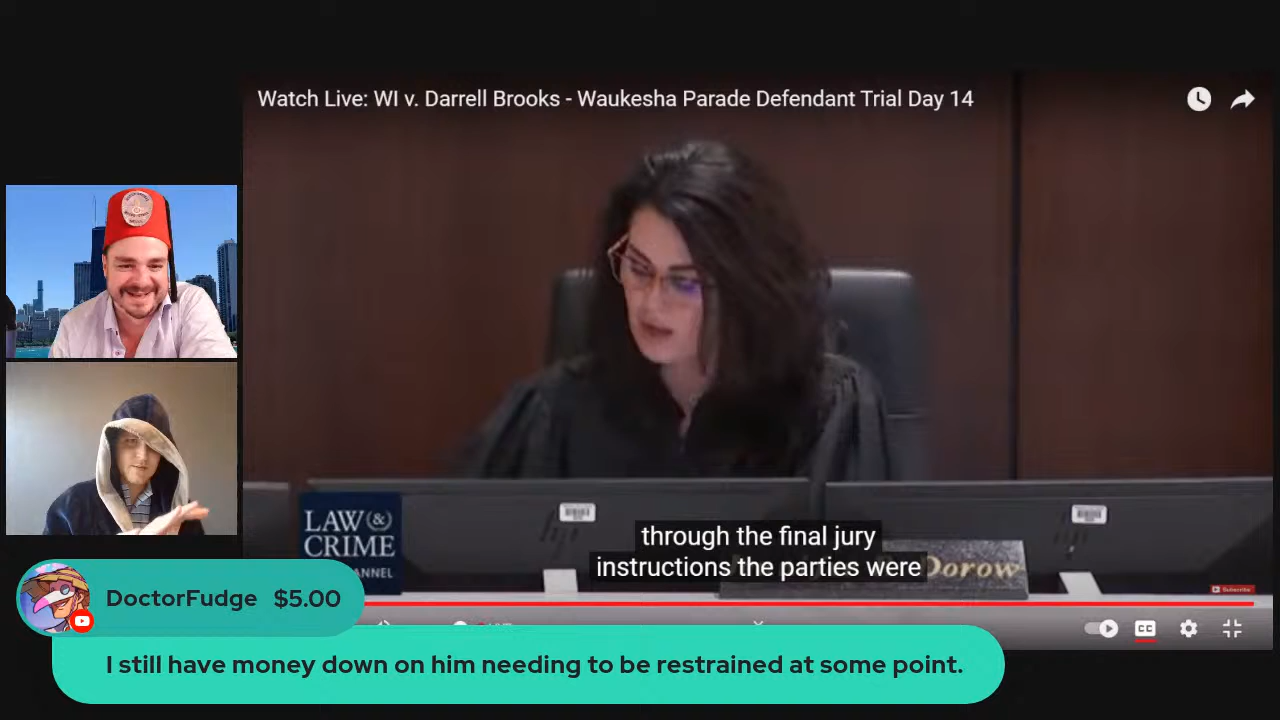 Watch Live: WI v. Darrell Brooks - Waukesha Parade Defendant Trial Day 14
through the final jury
instructions the parties were
Dorow
LAW &
CRIME
ANNEL
Subscribe
CC
DoctorFudge $5.00
I still have money down on him needing to be restrained at some point.